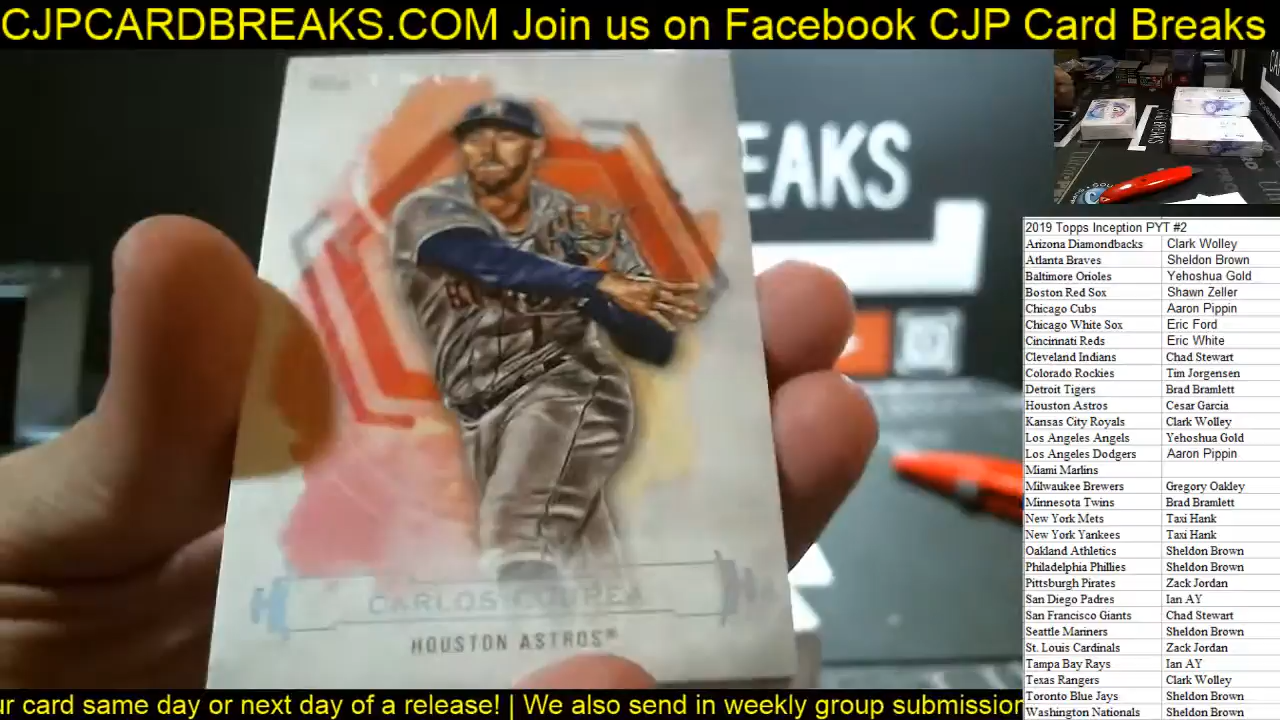 CJPCARDBREAKS.COM Join us on Facebook CJP Card Breaks
EAKS
CARLOS CORREA
HOUSTON ASTROS®
2019 Topps Inception PYT #2
Arizona Diamondbacks Clark Wolley
Atlanta Braves Sheldon Brown
Baltimore Orioles Yehoshua Gold
Boston Red Sox Shawn Zeller
Chicago Cubs Aaron Pippin
Chicago White Sox Eric Ford
Cincinnati Reds Eric White
Cleveland Indians Chad Stewart
Colorado Rockies Tim Jorgensen
Detroit Tigers Brad Bramlett
Houston Astros Cesar Garcia
Kansas City Royals Clark Wolley
Los Angeles Angels Yehoshua Gold
Los Angeles Dodgers Aaron Pippin
Miami Marlins
Milwaukee Brewers Gregory Oakley
Minnesota Twins Brad Bramlett
New York Mets Taxi Hank
New York Yankees Taxi Hank
Oakland Athletics Sheldon Brown
Philadelphia Phillies Sheldon Brown
Pittsburgh Pirates Zack Jordan
San Diego Padres Ian AY
San Francisco Giants Chad Stewart
Seattle Mariners Sheldon Brown
St. Louis Cardinals Zack Jordan
Tampa Bay Rays Ian AY
Texas Rangers Clark Wolley
Toronto Blue Jays Sheldon Brown
Washington Nationals Sheldon Brown
ur card same day or next day of a release! | We also send in weekly group submission